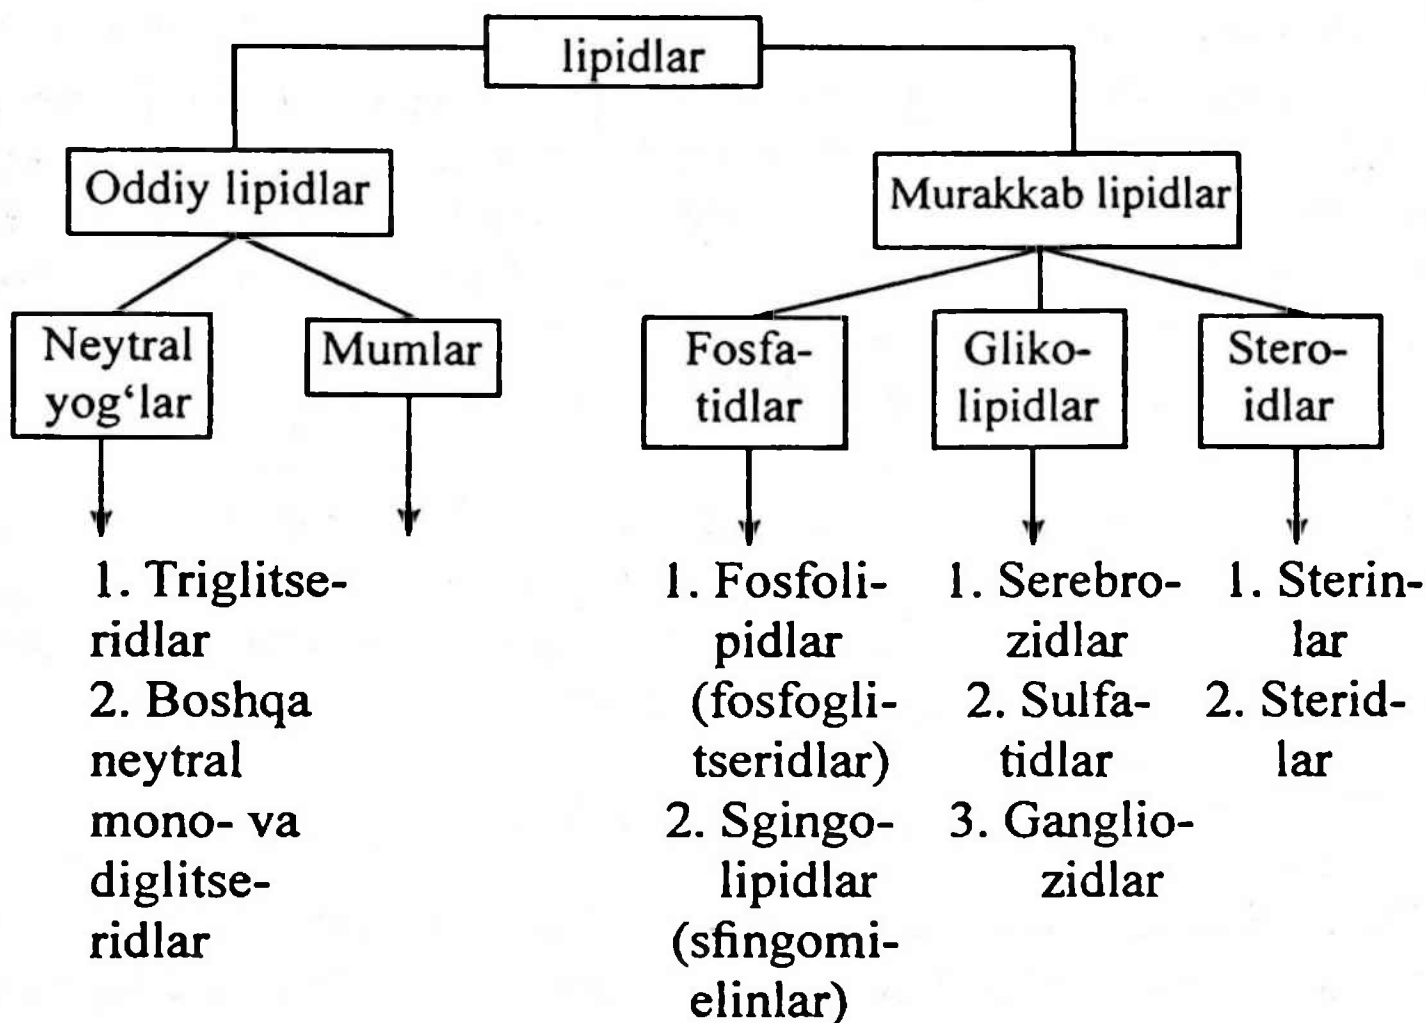 lipidlar
Oddiy lipidlar
Murakkab lipidlar
Neytral
yog‘lar
Mumlar
Fosfa-
tidlar
Gliko-
lipidlar
Stero-
idlar
1. Triglitse-
ridlar
2. Boshqa
neytral
mono- va
diglitse-
ridlar
1. Fosfoli-
pidlar
(fosfogli-
tseridlar)
2. Sgingo-
lipidlar
(sfingomi-
elinlar)
1. Serebro-
zidlar
2. Sulfa-
tidlar
3. Ganglio-
zidlar
1. Sterin-
lar
2. Sterid-
lar